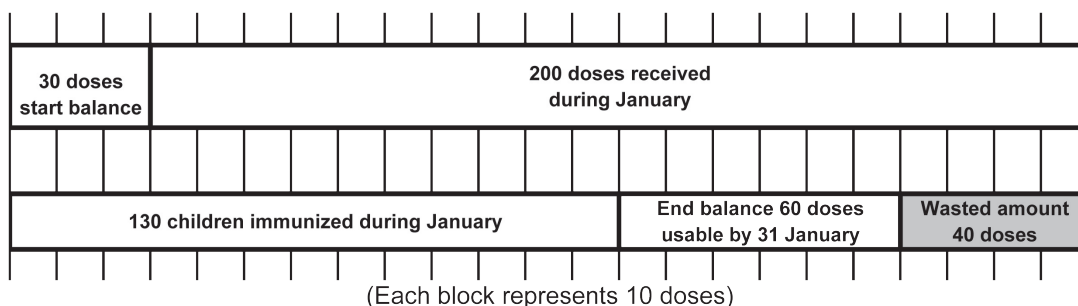 30 doses
start balance
200 doses received
during January
130 children immunized during January
End balance 60 doses
usable by 31 January
Wasted amount
40 doses
(Each block represents 10 doses)